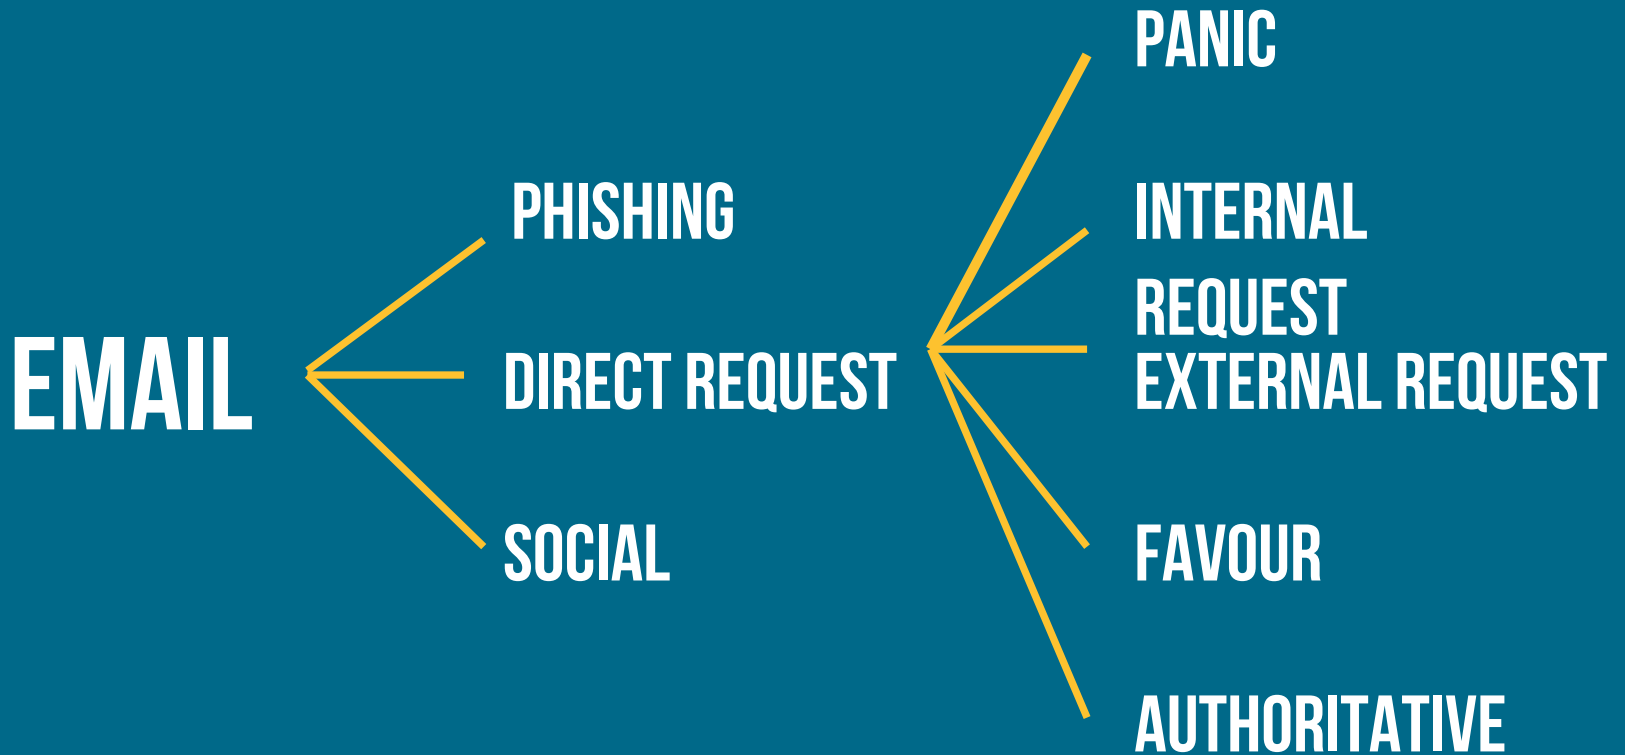 EMAIL
PHISHING
DIRECT REQUEST
SOCIAL
PANIC
INTERNAL
REQUEST
EXTERNAL REQUEST
FAVOUR
AUTHORITATIVE